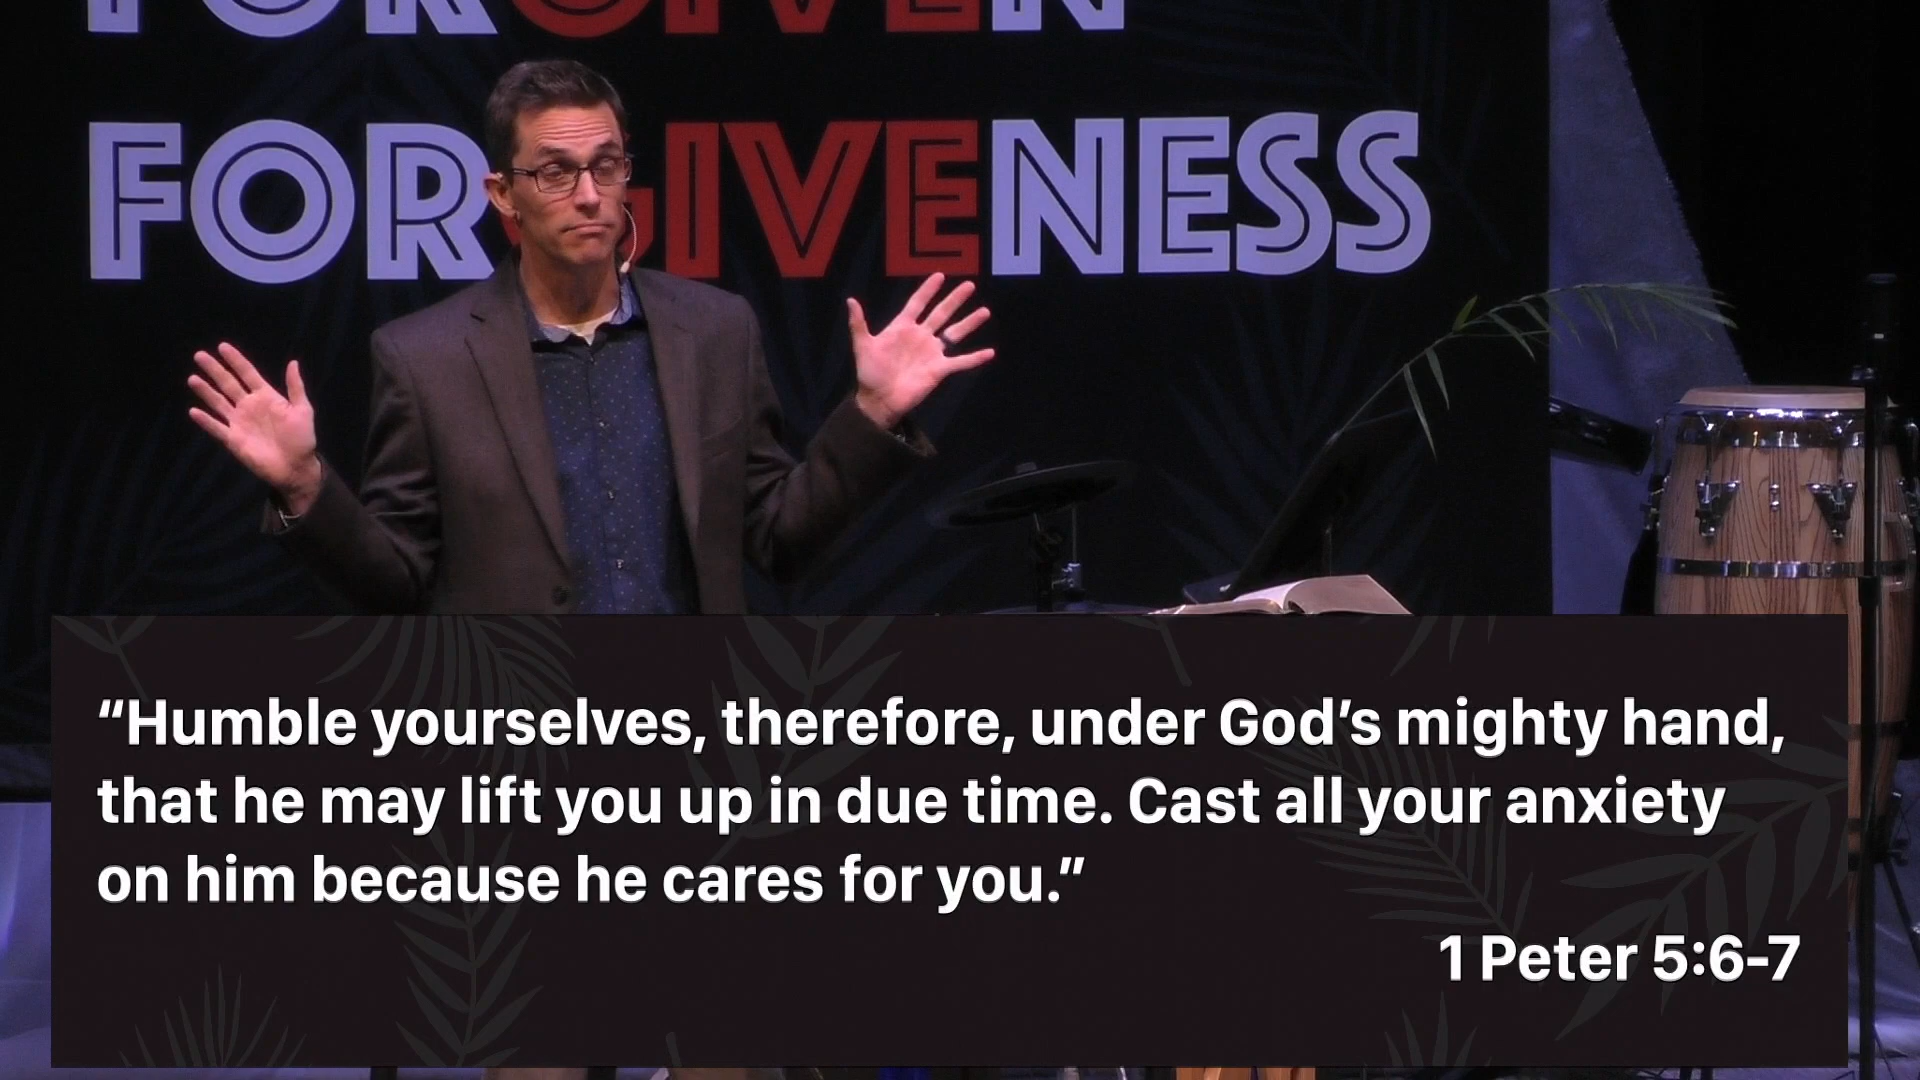 FORGIVEN
FORGIVENESS
“Humble yourselves, therefore, under God’s mighty hand,
that he may lift you up in due time. Cast all your anxiety
on him because he cares for you.”
1 Peter 5:6-7